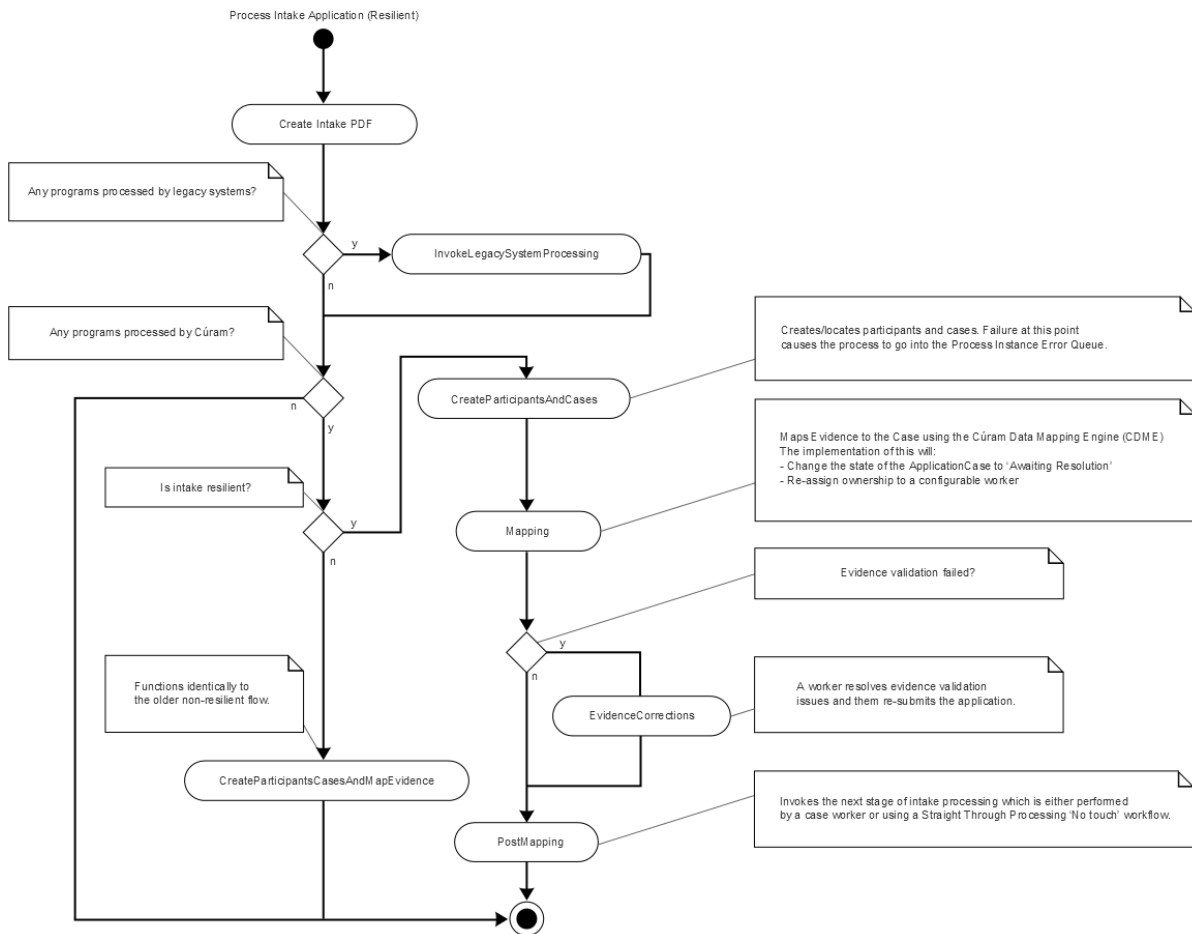 Process Intake Application (Resilient)
Create Intake PDF
Any programs processed by legacy systems?
y
InvokeLegacySystemProcessing
n
Any programs processed by Cúram?
Creates/locates participants and cases. Failure at this point
causes the process to go into the Process Instance Error Queue.
n
CreateParticipantsAndCases
y
Maps Evidence to the Case using the Cúram Data Mapping Engine (CDME)
The implementation of this will:
- Change the state of the ApplicationCase to ‘Awaiting Resolution’
- Re-assign ownership to a configurable worker
Is intake resilient?
y
Mapping
n
Evidence validation failed?
y
n
Functions identically to
the older non-resilient flow.
A worker resolves evidence validation
issues and them re-submits the application.
EvidenceCorrections
CreateParticipantsCasesAndMapEvidence
Invokes the next stage of intake processing which is either performed
by a case worker or using a Straight Through Processing ‘No touch’ workflow.
PostMapping